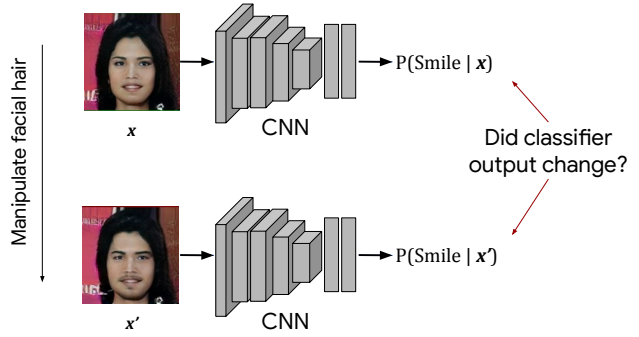 Manipulate facial hair
x
CNN
P(Smile | x)
Did classifier
output change?
x'
CNN
P(Smile | x')